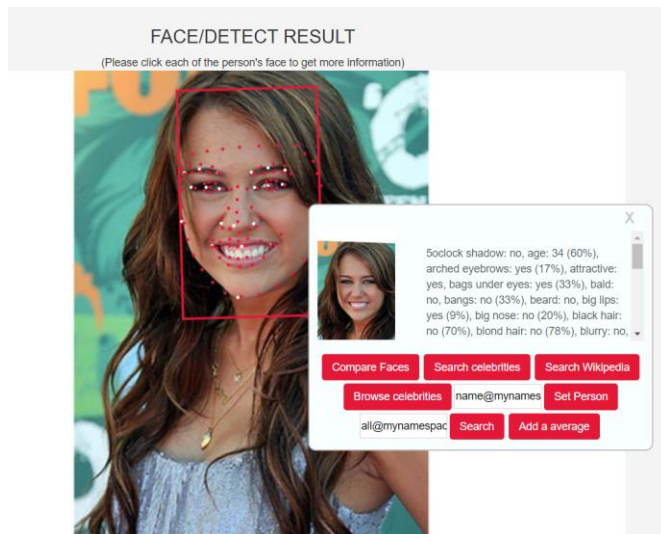 FACE/DETECT RESULT
(Please click each of the person's face to get more information)
X
5oclock shadow: no, age: 34 (60%),
arched eyebrows: yes (17%), attractive:
yes, bags under eyes: yes (33%), bald:
no, bangs: no (33%), beard: no, big lips:
yes (9%), big nose: no (20%), black hair:
no (70%), blond hair: no (78%), blurry: no,
Compare Faces Search celebrities Search Wikipedia
Browse celebrities name@mynames Set Person
all@mynamespac Search Add a average